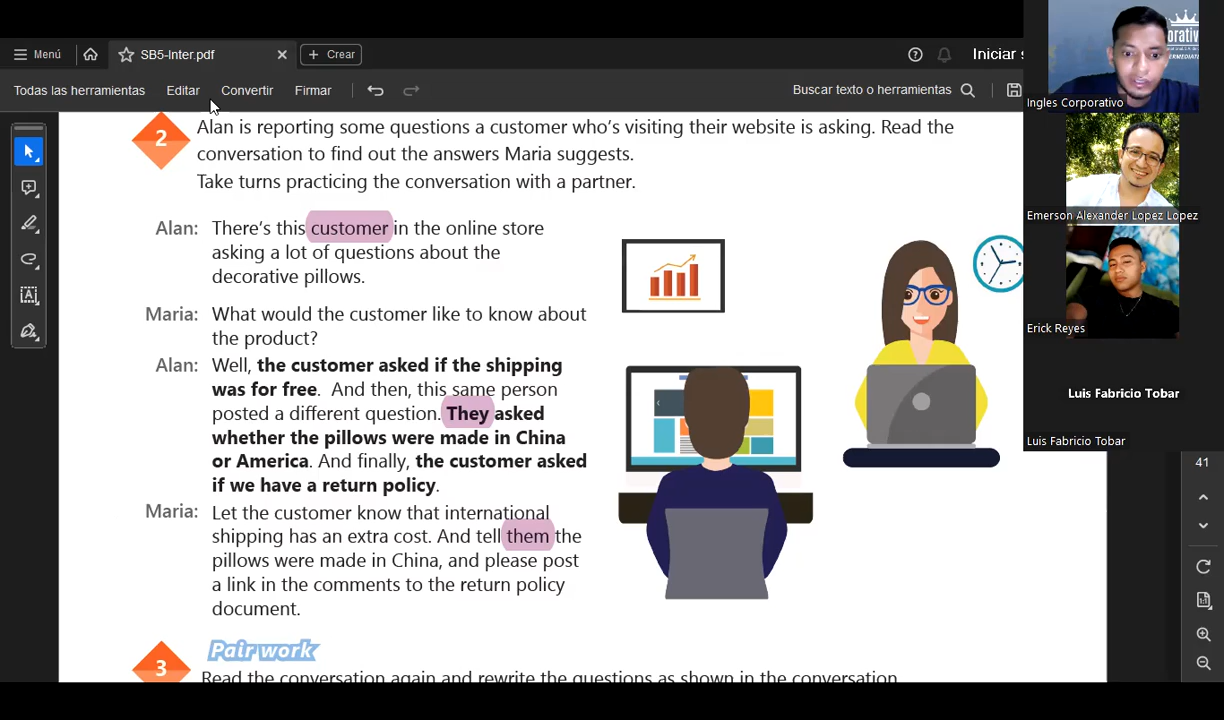 Menú
SB5-Inter.pdf
Crear
Iniciar s
Todas las herramientas
Editar
Convertir
Firmar
Buscar texto o herramientas
2
Alan is reporting some questions a customer who's visiting their website is asking. Read the
conversation to find out the answers Maria suggests.
Take turns practicing the conversation with a partner.
Alan: There's this customer in the online store
asking a lot of questions about the
decorative pillows.
Maria: What would the customer like to know about
the product?
Alan: Well, the customer asked if the shipping
was for free. And then, this same person
posted a different question. They asked
whether the pillows were made in China
or America. And finally, the customer asked
if we have a return policy.
Maria: Let the customer know that international
shipping has an extra cost. And tell them the
pillows were made in China, and please post
a link in the comments to the return policy
document.
3
Pair work
Read the conversation again and rewrite the questions as shown in the conversation
Ingles Corporativo
Emerson Alexander Lopez Lopez
Erick Reyes
Luis Fabricio Tobar
Luis Fabricio Tobar
41